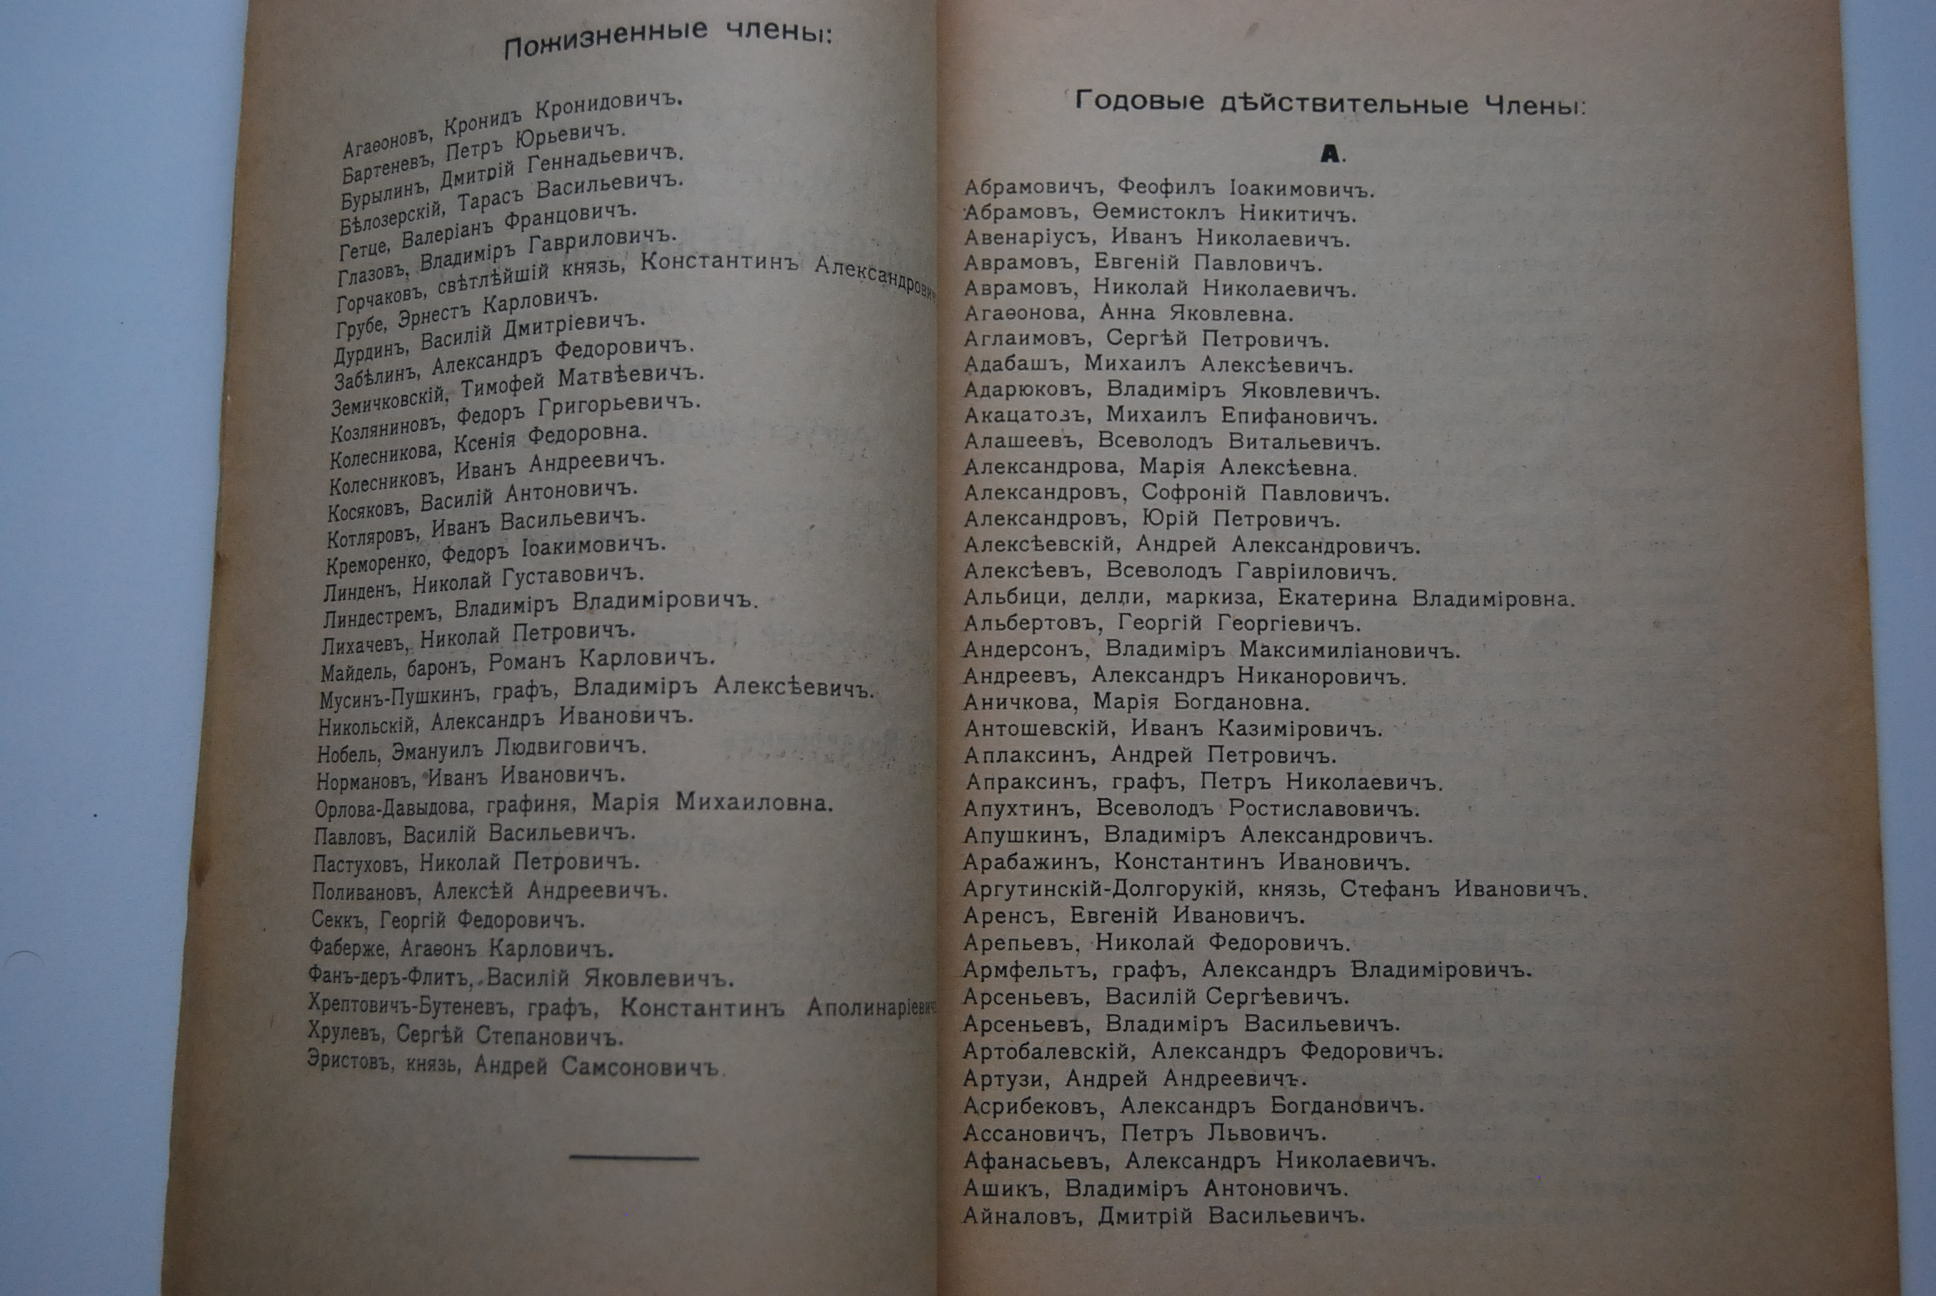 Пожизненные члены:
Агаѳоновъ, Кронидъ Кронидовичъ.
Бартеневъ, Петръ Юрьевичъ.
Бурылинъ, Дмитрій Геннадьевичъ.
Бѣлозерскій, Тарасъ Васильевичъ.
Гетце, Валеріанъ Францовичъ.
Глазовъ, Владиміръ Гавриловичъ.
Горчаковъ, свѣтлѣйшій князь, Константинъ Александрович
Грубе, Эрнестъ Карловичъ.
Дурдинъ, Василій Дмитріевичъ.
Забѣлинъ, Александръ Федоровичъ.
Земичковскій, Тимофей Матвѣевичъ.
Козляниновъ, Федоръ Григорьевичъ.
Колесникова, Ксенія Федоровна.
Колесниковъ, Иванъ Андреевичъ.
Косяковъ, Василій Антоновичъ.
Котляровъ, Иванъ Васильевичъ.
Креморенко, Федоръ Іоакимовичъ.
Линденъ, Николай Густавовичъ.
Линдестремъ, Владиміръ Владиміровичъ.
Лихачевъ, Николай Петровичъ.
Майдель, баронъ, Романъ Карловичъ.
Мусинъ-Пушкинъ, графъ, Владиміръ Алексѣевичъ.
Никольскій, Александръ Ивановичъ.
Нобель, Эмануилъ Людвиговичъ.
Нормановъ, Иванъ Ивановичъ.
Орлова-Давыдова, графиня, Марія Михаиловна.
Павловъ, Василій Васильевичъ.
Пастуховъ, Николай Петровичъ.
Поливановъ, Алексѣй Андреевичъ.
Секкъ, Георгій Федоровичъ.
Фаберже, Агаѳонъ Карловичъ.
Фанъ-деръ-Флитъ, Василій Яковлевичъ.
Хрептовичъ-Бутеневъ, графъ, Константинъ Аполинаріевич
Хрулевъ, Сергѣй Степановичъ.
Эристовъ, князь, Андрей Самсоновичъ.
Годовые дѣйствительные Члены:
А.
Абрамовичъ, Феофилъ Іоакимовичъ.
Абрамовъ, Ѳемистоклъ Никитичъ.
Авенаріусъ, Иванъ Николаевичъ.
Аврамовъ, Евгеній Павловичъ.
Аврамовъ, Николай Николаевичъ.
Агаѳонова, Анна Яковлевна.
Аглаимовъ, Сергѣй Петровичъ.
Адабашъ, Михаилъ Алексѣевичъ.
Адарюковъ, Владиміръ Яковлевичъ.
Акацатозъ, Михаилъ Епифановичъ.
Алашеевъ, Всеволодъ Витальевичъ.
Александрова, Марія Алексѣевна.
Александровъ, Софроній Павловичъ.
Александровъ, Юрій Петровичъ.
Алексѣевскій, Андрей Александровичъ.
Алексѣевъ, Всеволодъ Гавріиловичъ.
Альбици, делли, маркиза, Екатерина Владиміровна.
Альбертовъ, Георгій Георгіевичъ.
Андерсонъ, Владиміръ Максимиліановичъ.
Андреевъ, Александръ Никаноровичъ.
Аничкова, Марія Богдановна.
Антошевскій, Иванъ Казиміровичъ.
Аплаксинъ, Андрей Петровичъ.
Апраксинъ, графъ, Петръ Николаевичъ.
Апухтинъ, Всеволодъ Ростиславовичъ.
Апушкинъ, Владиміръ Александровичъ.
Арабажинъ, Константинъ Ивановичъ.
Аргутинскій-Долгорукій, князь, Стефанъ Ивановичъ.
Аренсъ, Евгеній Ивановичъ.
Арепьевъ, Николай Федоровичъ.
Армфельтъ, графъ, Александръ Владиміровичъ.
Арсеньевъ, Василій Сергѣевичъ.
Арсеньевъ, Владиміръ Васильевичъ.
Артобалевскій, Александръ Федоровичъ.
Артузи, Андрей Андреевичъ.
Асрибековъ, Александръ Богдановичъ.
Ассановичъ, Петръ Львовичъ.
Афанасьевъ, Александръ Николаевичъ.
Ашикъ, Владиміръ Антоновичъ.
Айналовъ, Дмитрій Васильевичъ.